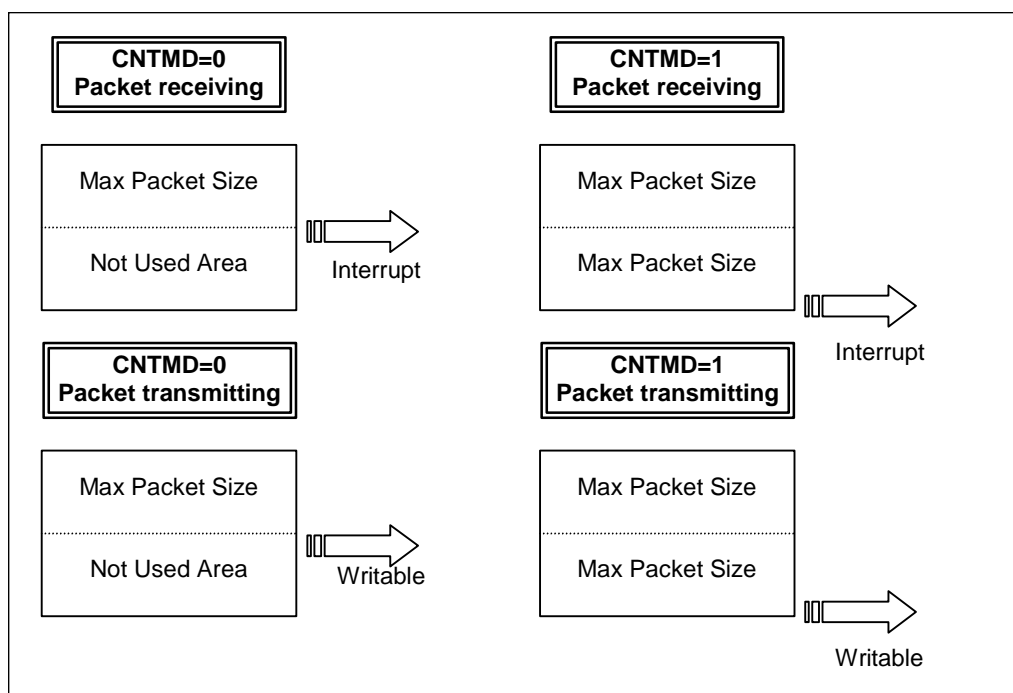 CNTMD=0
Packet receiving
CNTMD=1
Packet receiving
Max Packet Size
Not Used Area
Interrupt
Max Packet Size
Max Packet Size
Interrupt
CNTMD=0
Packet transmitting
CNTMD=1
Packet transmitting
Max Packet Size
Not Used Area
Writable
Max Packet Size
Max Packet Size
Writable